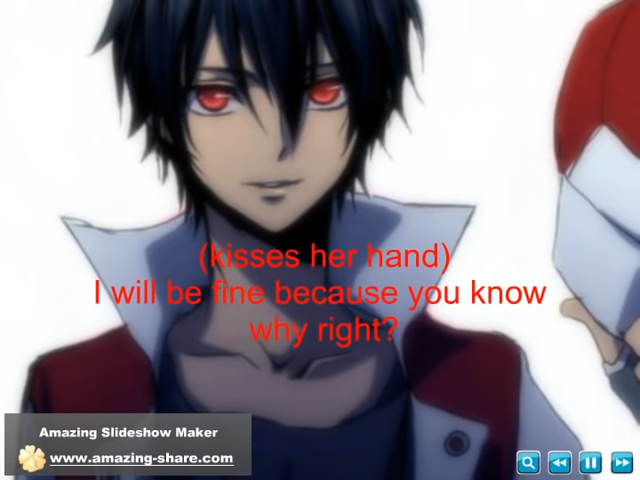 (kisses her hand)
I will be fine because you know
why right?
Amazing Slideshow Maker
www.amazing-share.com